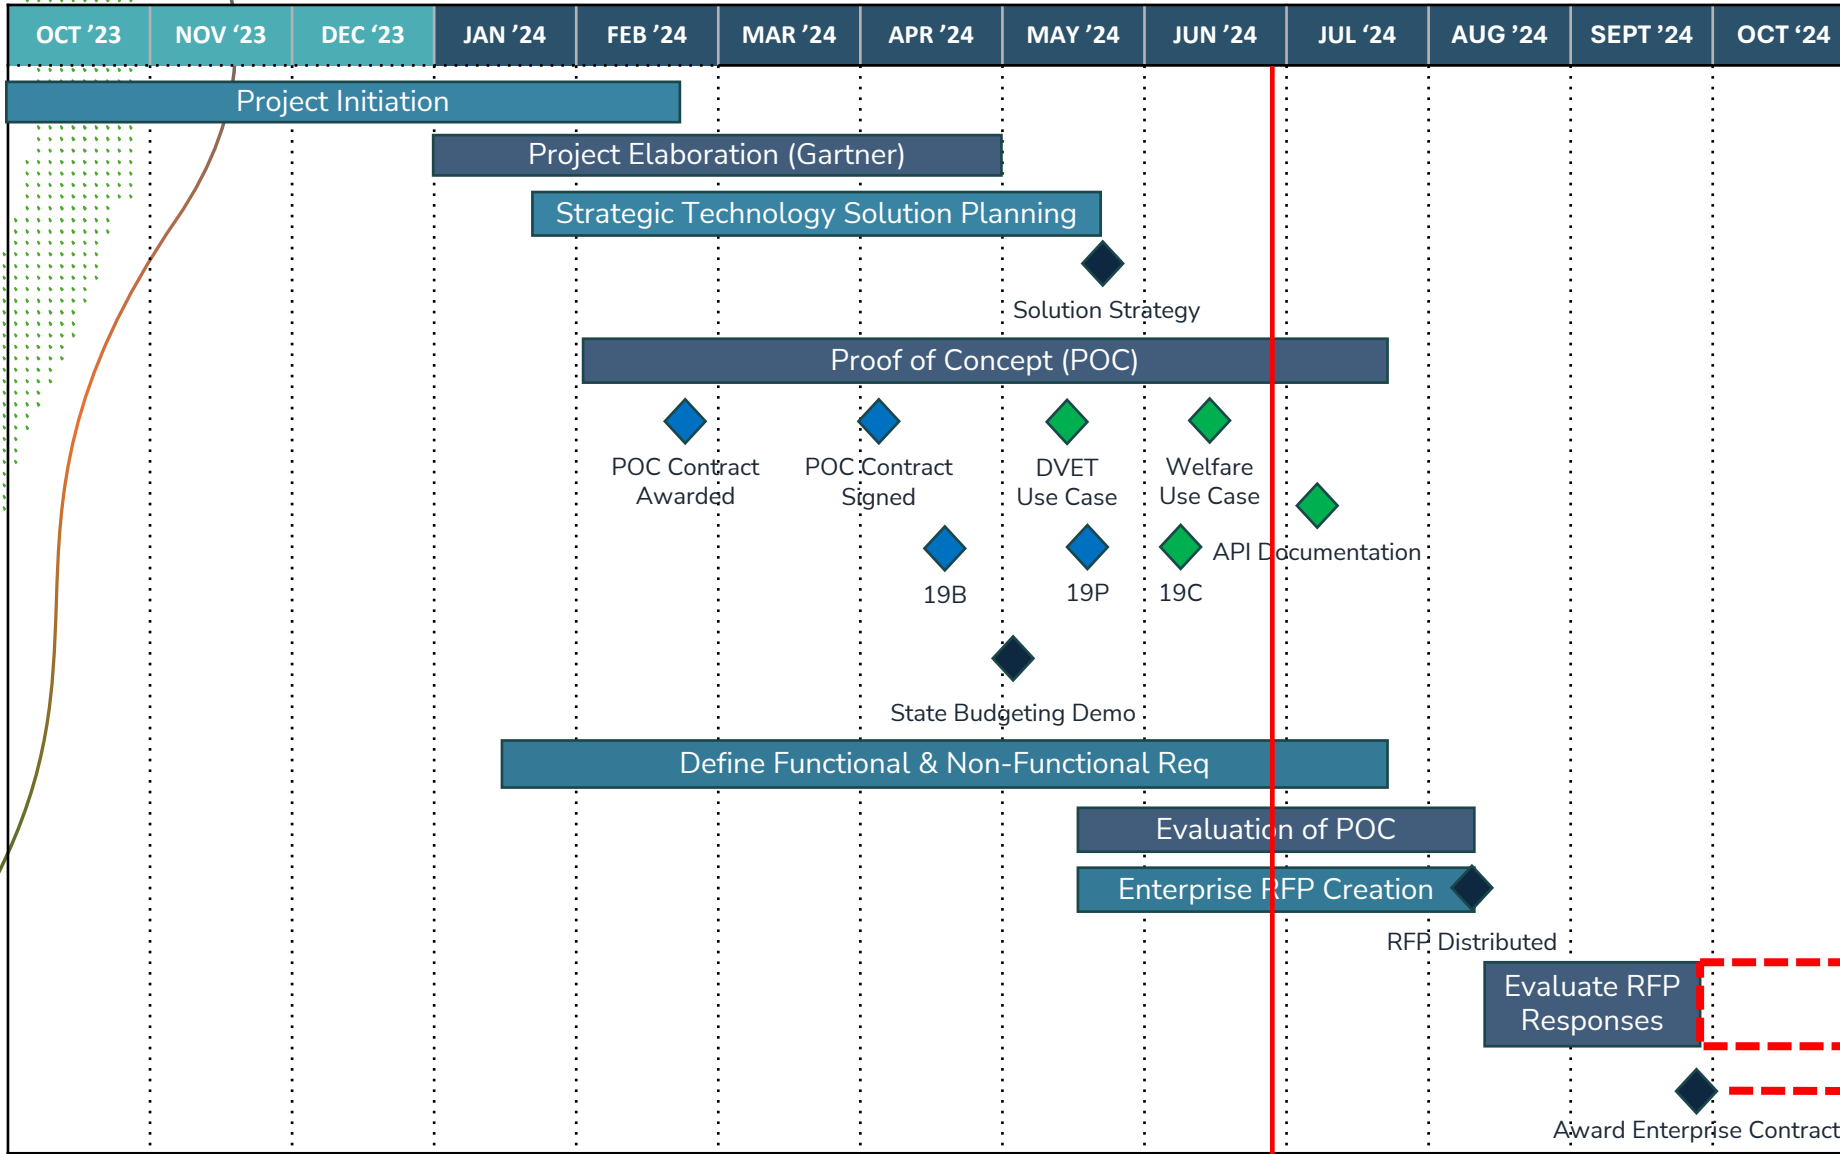 OCT ’23 NOV ‘23 DEC ‘23 JAN ’24 FEB ’24 MAR ’24 APR ’24 MAY ’24 JUN ’24 JUL ‘24 AUG ’24 SEPT ’24 OCT ‘24
Project Initiation
Project Elaboration (Gartner)
Strategic Technology Solution Planning
Solution Strategy
Proof of Concept (POC)
POC Contract
Awarded
POC Contract
Signed
DVET
Use Case
Welfare
Use Case
API Documentation
19B
19P
19C
State Budgeting Demo
Define Functional & Non-Functional Req
Evaluation of POC
Enterprise RFP Creation
RFP Distributed
Evaluate RFP
Responses
Award Enterprise Contract